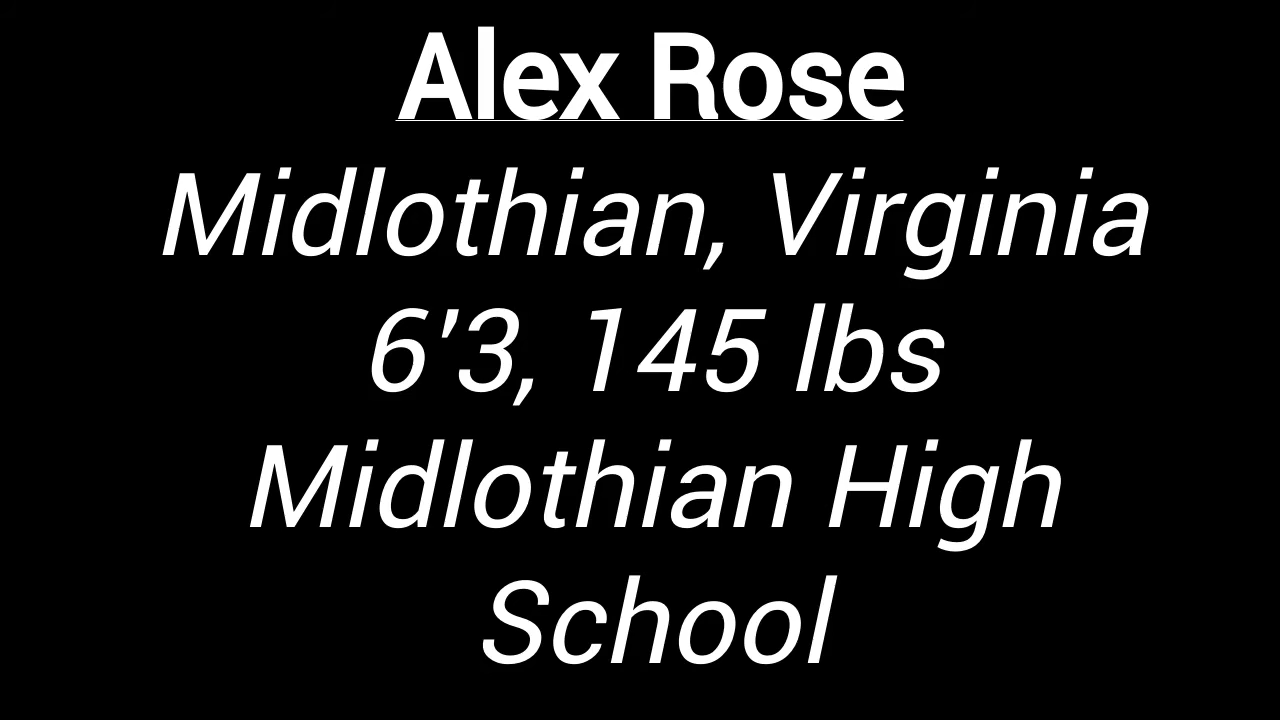 Alex Rose
Midlothian, Virginia
6'3, 145 lbs
Midlothian High
School